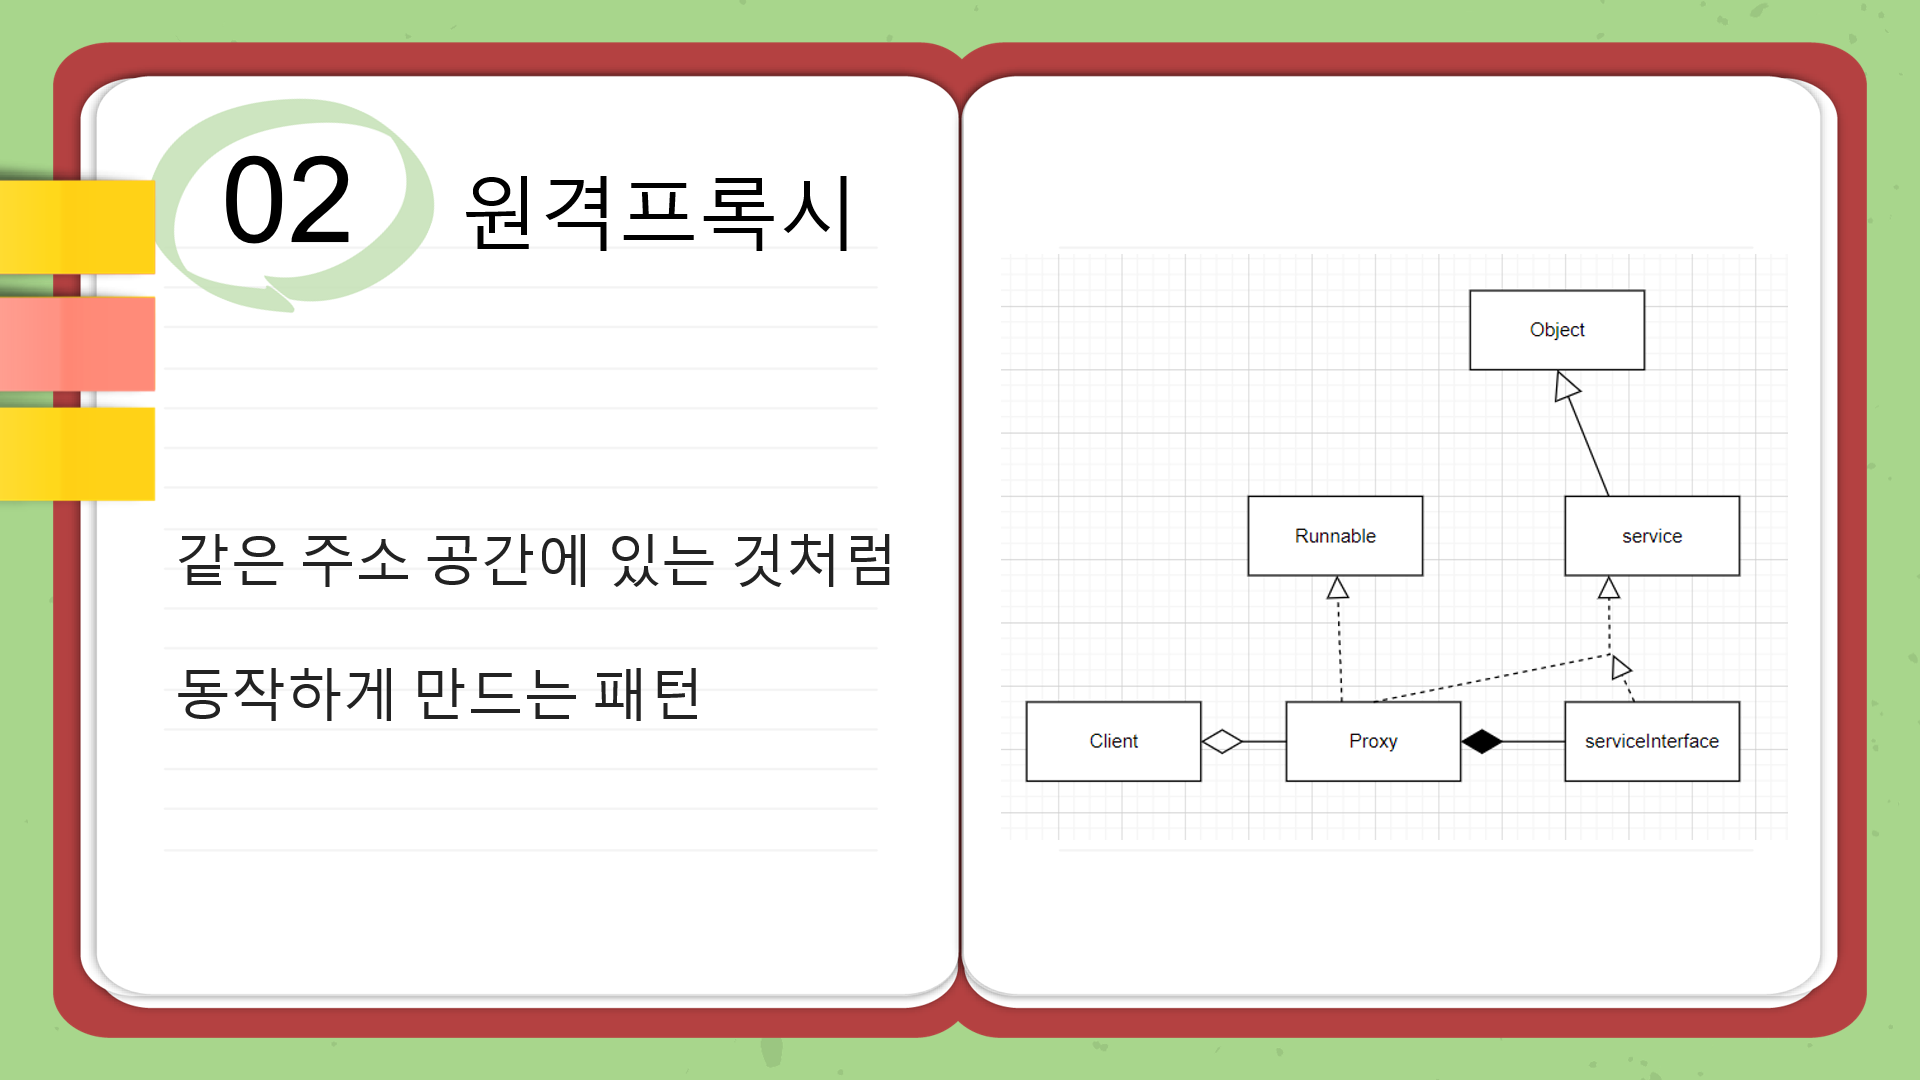 02 원격프록시
같은 주소 공간에 있는 것처럼
동작하게 만드는 패턴
Object
Runnable
service
Client
Proxy
serviceInterface